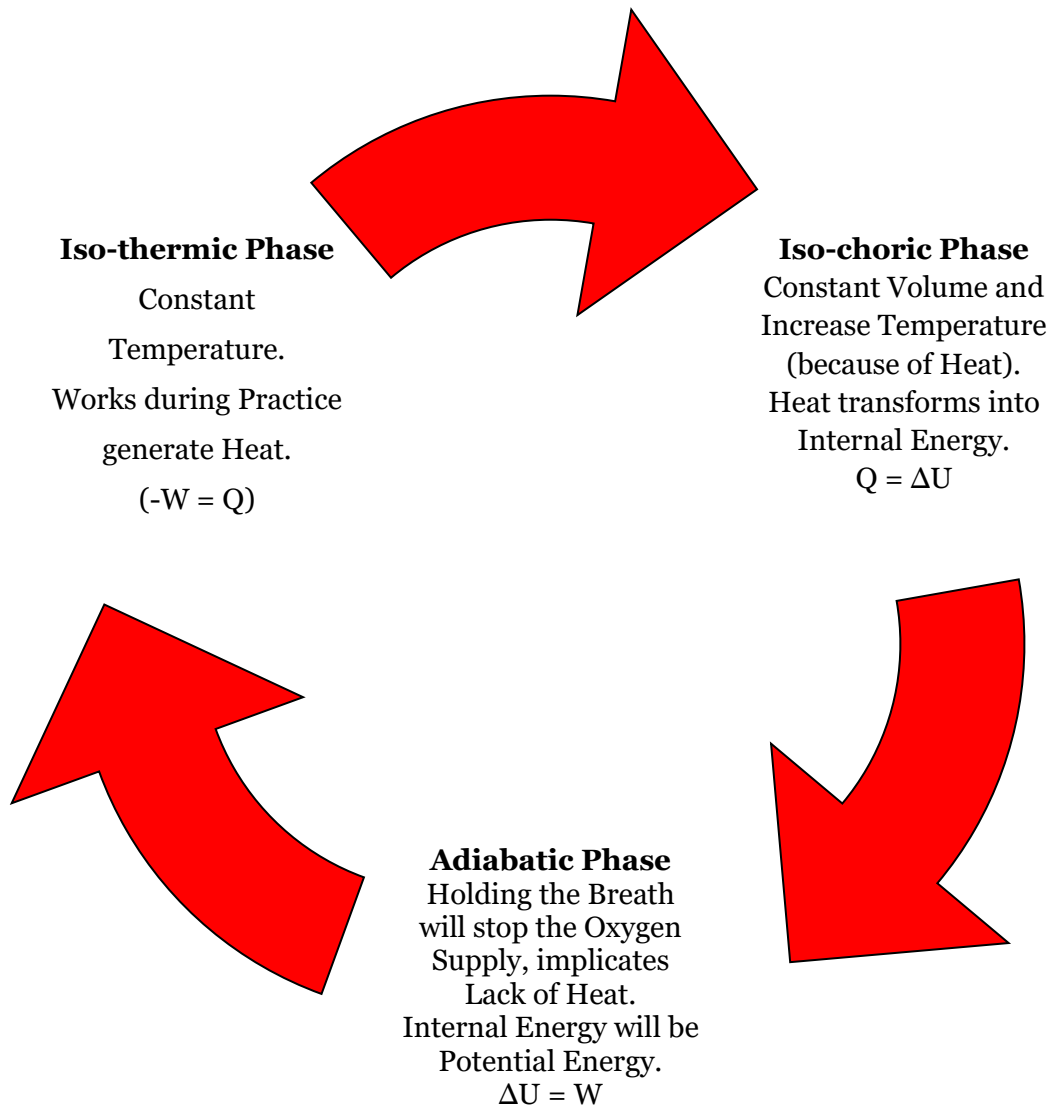 Iso-thermic Phase
Constant
Temperature.
Works during Practice
generate Heat.
(-W = Q)
Iso-choric Phase
Constant Volume and
Increase Temperature
(because of Heat).
Heat transforms into
Internal Energy.
Q = ΔU
Adiabatic Phase
Holding the Breath
will stop the Oxygen
Supply, implicates
Lack of Heat.
Internal Energy will be
Potential Energy.
ΔU = W